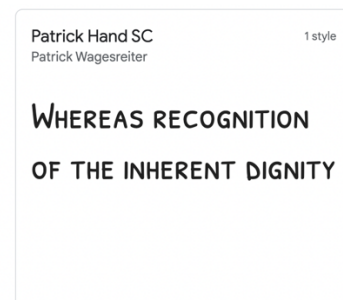 Patrick Hand SC
1 style
Patrick Wagesreiter
Whereas recognition
of the inherent dignity